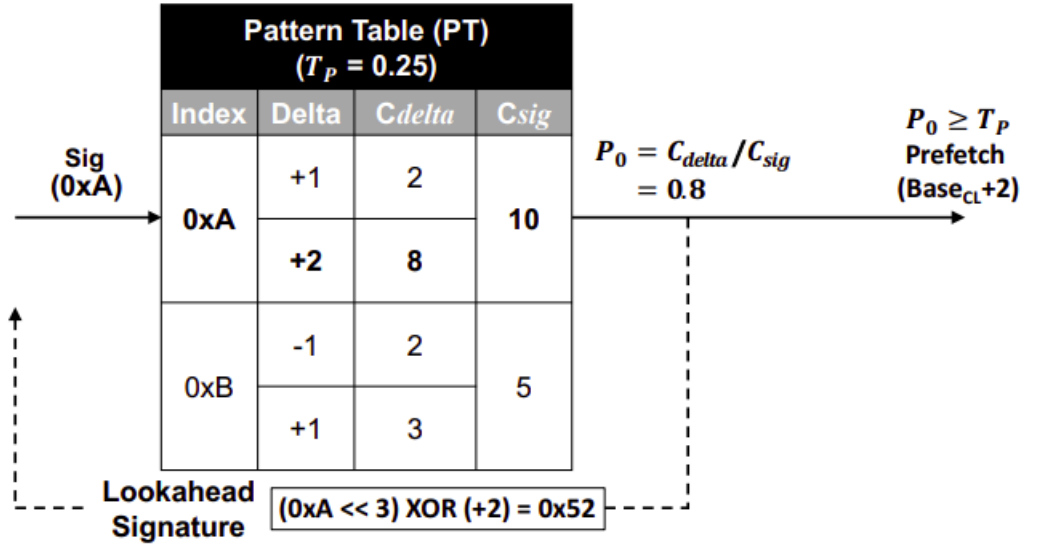 Pattern Table (PT)
(T_P = 0.25)
Index Delta Cdelta Csig
Sig
(0xA)
0xA
+1 2
+2 8
10
0xB
-1 2
+1 3
5
P_0 = C_delta/C_sig
= 0.8
P_0 ≥ T_P
Prefetch
(Base_CL+2)
Lookahead
Signature
(0xA << 3) XOR (+2) = 0x52